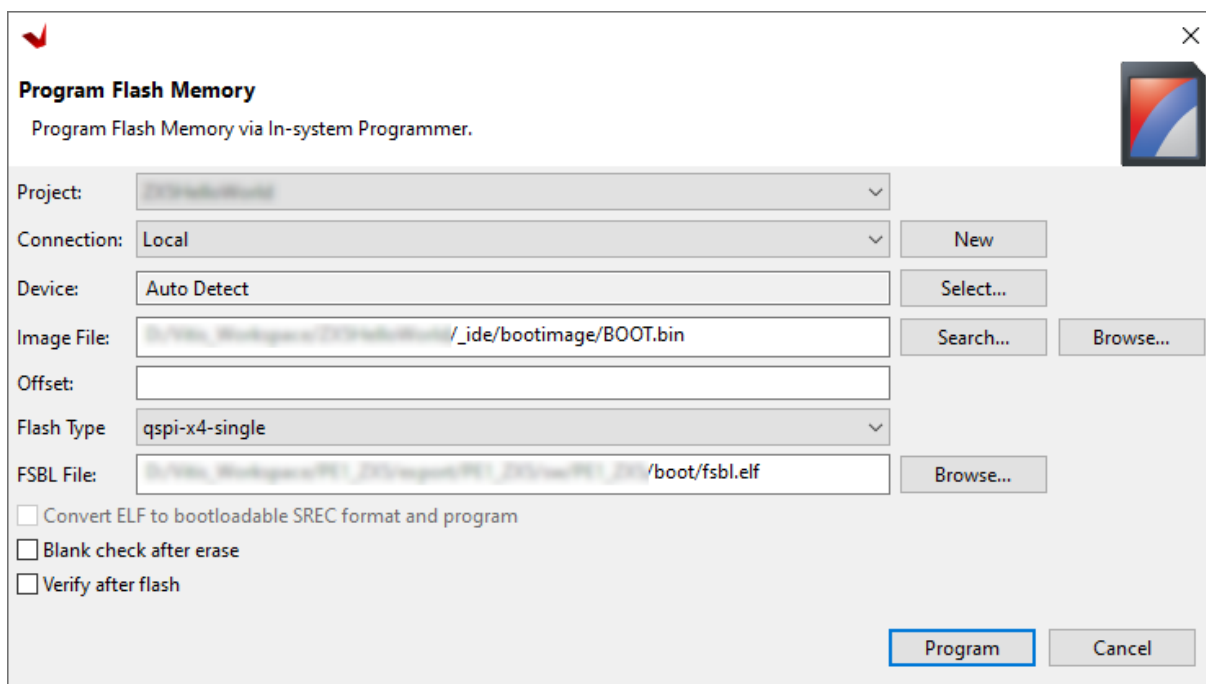 Program Flash Memory
Program Flash Memory via In-system Programmer.
Project:
Connection: Local New
Device: Auto Detect Select...
Image File: /_ide/bootimage/BOOT.bin Search... Browse...
Offset:
Flash Type qspi-x4-single
FSBL File: /boot/fsbl.elf Browse...
Convert ELF to bootloadable SREC format and program
Blank check after erase
Verify after flash
Program Cancel